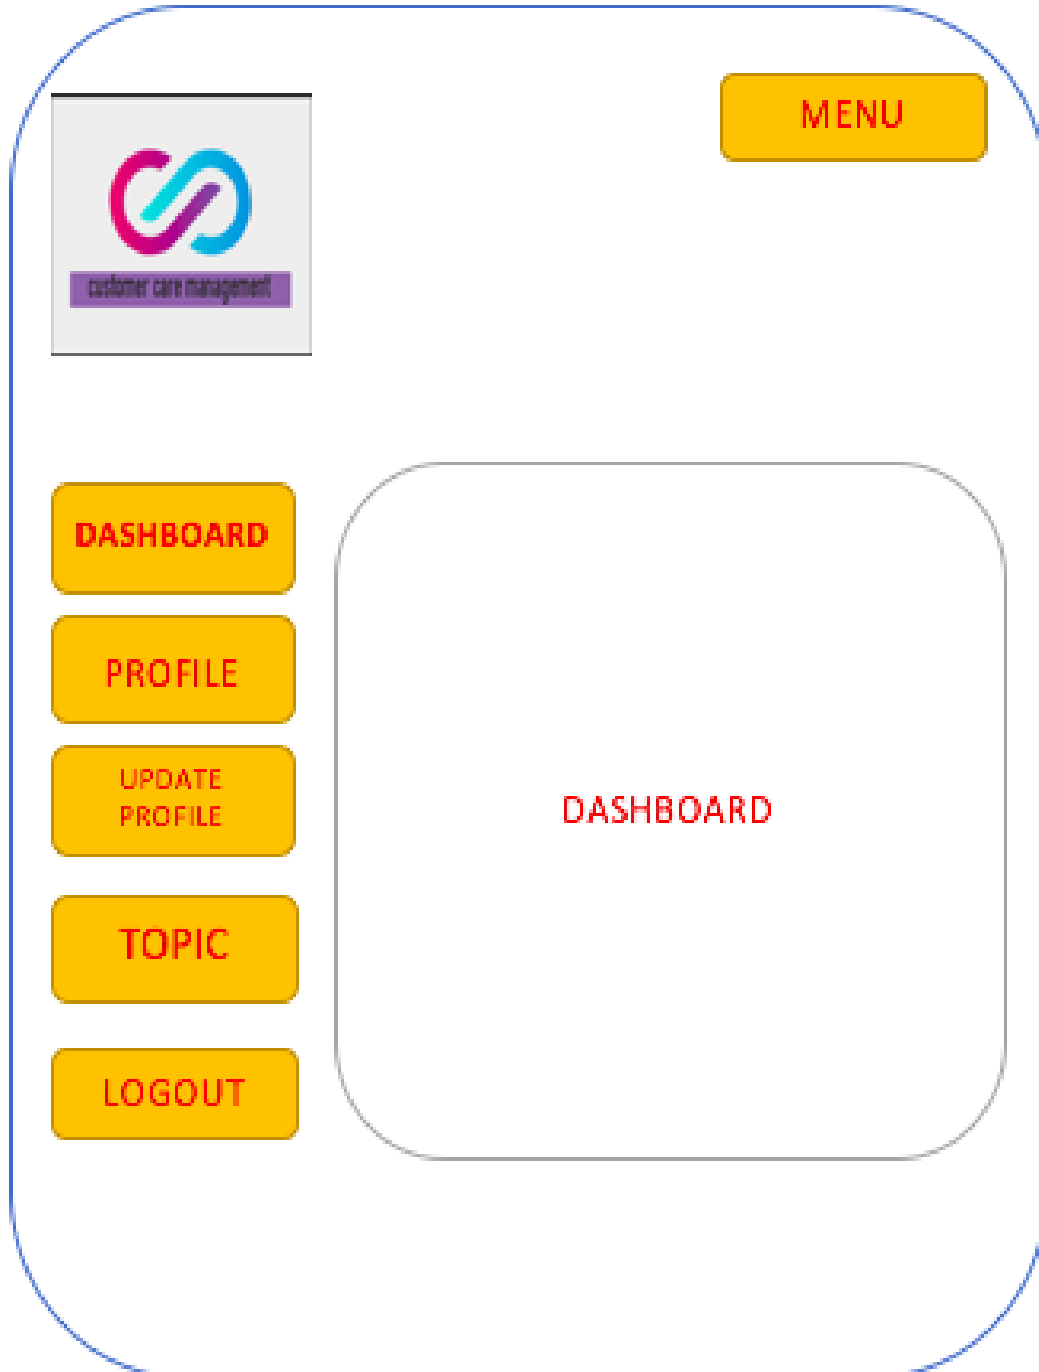 MENU
customer care management
DASHBOARD
PROFILE
UPDATE
PROFILE
TOPIC
LOGOUT
DASHBOARD